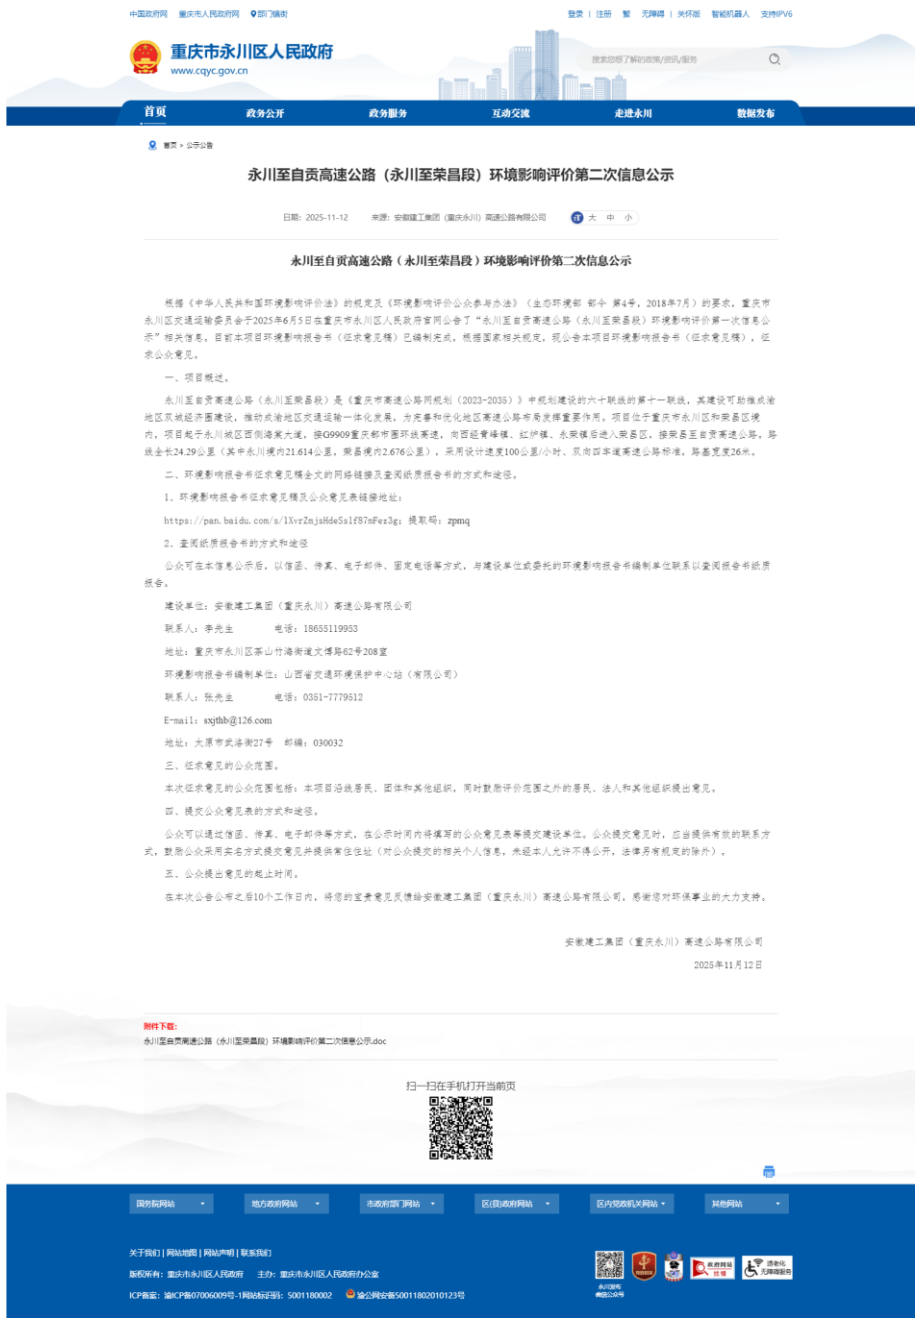 中国政府网 重庆市人民政府网 部门镇街 登录 | 注册 繁 无障碍 | 关怀版 智能机器人 支持IPV6
重庆市永川区人民政府
www.cqyc.gov.cn
搜索您想了解的政策/资讯/服务
首页 政务公开 政务服务 互动交流 走进永川 数据发布
首页 > 公示公告
永川至自贡高速公路（永川至荣昌段）环境影响评价第二次信息公示
日期：2025-11-12 来源：安徽建工集团（重庆永川）高速公路有限公司 大 中 小
永川至自贡高速公路（永川至荣昌段）环境影响评价第二次信息公示
根据《中华人民共和国环境影响评价法》的规定及《环境影响评价公众参与办法》（生态环境部 部令 第4号，2018年7月）的要求，重庆市
永川区交通运输委员会于2025年6月5日在重庆市永川区人民政府官网公告了“永川至自贡高速公路（永川至荣昌段）环境影响评价第一次信息公
示”相关信息，目前本项目环境影响报告书（征求意见稿）已编制完成，根据国家相关规定，现公告本项目环境影响报告书（征求意见稿），征
求公众意见。
一、项目概述。
永川至自贡高速公路（永川至荣昌段）是《重庆市高速公路网规划（2023-2035）》中规划建设的六十联线的第十一联线，其建设可助推成渝
地区双城经济圈建设，推动成渝地区交通运输一体化发展，为完善和优化地区高速公路布局发挥重要作用。项目位于重庆市永川区和荣昌区境
内，项目起于永川城区西侧海棠大道，接G9909重庆都市圈环线高速，向西经青峰镇、红炉镇、永荣镇后进入荣昌区，接荣昌至自贡高速公路。路
线全长24.29公里（其中永川境内21.614公里，荣昌境内2.676公里），采用设计速度100公里/小时、双向四车道高速公路标准，路基宽度26米。
二、环境影响报告书征求意见稿全文的网络链接及查阅纸质报告书的方式和途径。
1、环境影响报告书征求意见稿及公众意见表链接地址：
https://pan.baidu.com/s/1XvrZmjsHdeSs1f87mFez3g；提取码：zpmq
2、查阅纸质报告书的方式和途径
公众可在本信息公示后，以信函、传真、电子邮件、固定电话等方式，与建设单位或委托的环境影响报告书编制单位联系以查阅报告书纸质
报告。
建设单位：安徽建工集团（重庆永川）高速公路有限公司
联系人：李先生 电话：18655119953
地址：重庆市永川区茶山竹海街道文博路62号208室
环境影响报告书编制单位：山西省交通环境保护中心站（有限公司）
联系人：张先生 电话：0351-7779512
E-mail：sxjthb@126.com
地址：太原市武洛街27号 邮编：030032
三、征求意见的公众范围。
本次征求意见的公众范围包括：本项目沿线居民、团体和其他组织，同时鼓励评价范围之外的居民、法人和其他组织提出意见。
四、提交公众意见表的方式和途径。
公众可以通过信函、传真、电子邮件等方式，在公示时间内将填写的公众意见表等提交建设单位。公众提交意见时，应当提供有效的联系方
式，鼓励公众采用实名方式提交意见并提供常住住址（对公众提交的相关个人信息，未经本人允许不得公开，法律另有规定的除外）。
五、公众提出意见的起止时间。
在本次公告公布之后10个工作日内，将您的宝贵意见反馈给安徽建工集团（重庆永川）高速公路有限公司。感谢您对环保事业的大力支持。
安徽建工集团（重庆永川）高速公路有限公司
2025年11月12日
附件下载：
永川至自贡高速公路（永川至荣昌段）环境影响评价第二次信息公示.doc
扫一扫在手机打开当前页
国务院网站 地方政府网站 市政府部门网站 区(县)政府网站 区内党政机关网站 其他网站
关于我们 | 网站地图 | 网站声明 | 联系我们
版权所有：重庆市永川区人民政府 主办：重庆市永川区人民政府办公室
ICP备案：渝ICP备07006009号-1网站标识码：5001180002 渝公网安备50011802010123号
永川发布
微信公众号
政府网站
找错
适老化
无障碍服务